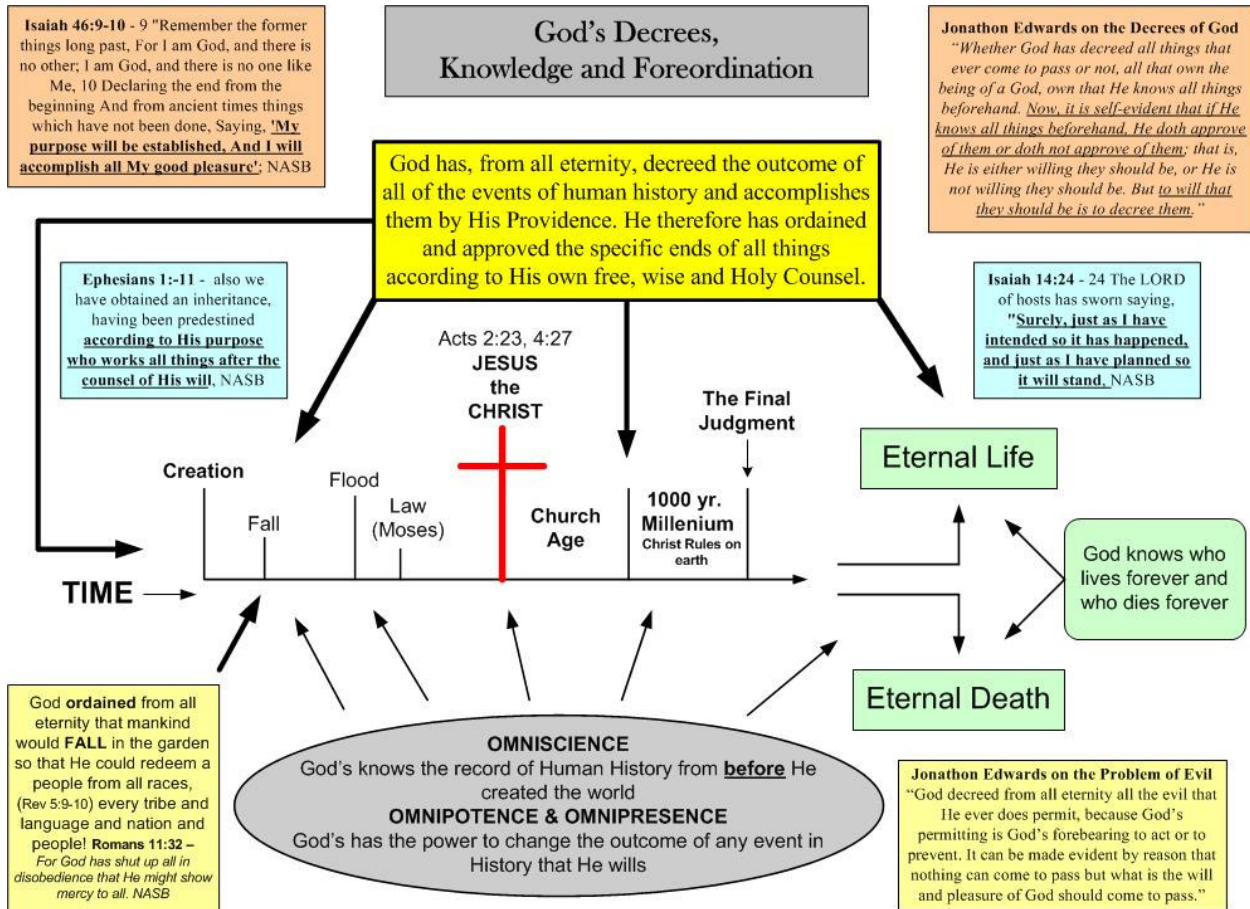 Isaiah 46:9-10 - 9 "Remember the former
things long past, For I am God, and there is
no other; I am God, and there is no one like
Me, 10 Declaring the end from the
beginning And from ancient times things
which have not been done, Saying, 'My
purpose will be established, And I will
accomplish all My good pleasure'; NASB
God's Decrees,
Knowledge and Foreordination
Jonathon Edwards on the Decrees of God
"Whether God has decreed all things that
ever come to pass or not, all that own the
being of a God, own that He knows all things
beforehand. Now, it is self-evident that if He
knows all things beforehand, He doth approve
of them or doth not approve of them; that is,
He is either willing they should be, or He is
not willing they should be. But to will that
they should be is to decree them."
God has, from all eternity, decreed the outcome of
all of the events of human history and accomplishes
them by His Providence. He therefore has ordained
and approved the specific ends of all things
according to His own free, wise and Holy Counsel.
Ephesians 1:-11 - also we
have obtained an inheritance,
having been predestined
according to His purpose
who works all things after the
counsel of His will, NASB
Isaiah 14:24 - 24 The LORD
of hosts has sworn saying,
"Surely, just as I have
intended so it has happened,
and just as I have planned so
it will stand, NASB
Acts 2:23, 4:27
JESUS
the
CHRIST
The Final
Judgment
Creation
Fall
Flood
Law
(Moses)
Church
Age
1000 yr.
Millenium
Christ Rules on
earth
TIME
Eternal Life
God knows who
lives forever and
who dies forever
Eternal Death
God ordained from all
eternity that mankind
would FALL in the garden
so that He could redeem a
people from all races,
(Rev 5:9-10) every tribe and
language and nation and
people! Romans 11:32 –
For God has shut up all in
disobedience that He might show
mercy to all. NASB
OMNISCIENCE
God's knows the record of Human History from before He
created the world
OMNIPOTENCE & OMNIPRESENCE
God's has the power to change the outcome of any event in
History that He wills
Jonathon Edwards on the Problem of Evil
"God decreed from all eternity all the evil that
He ever does permit, because God's
permitting is God's forebearing to act or to
prevent. It can be made evident by reason that
nothing can come to pass but what is the will
and pleasure of God should come to pass."